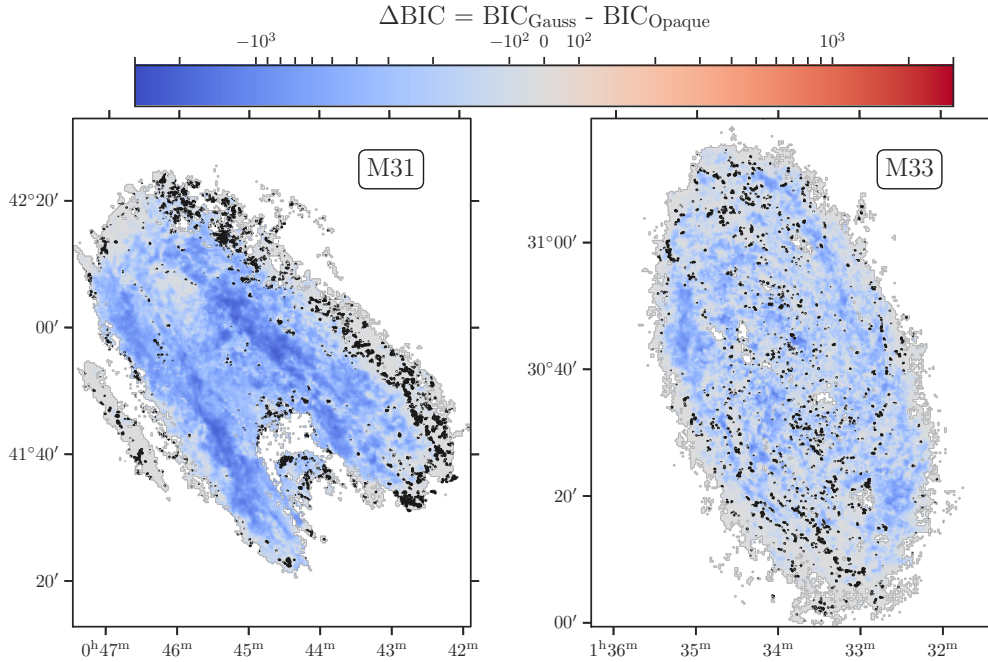 ΔBIC = BIC_Gauss - BIC_Opaque
−10³ −10² 0 10² 10³
M31 M33
42°20′
31°00′
00′
30°40′
41°40′
20′
20′
00′
0ʰ47ᵐ 46ᵐ 45ᵐ 44ᵐ 43ᵐ 42ᵐ 1ʰ36ᵐ 35ᵐ 34ᵐ 33ᵐ 32ᵐ